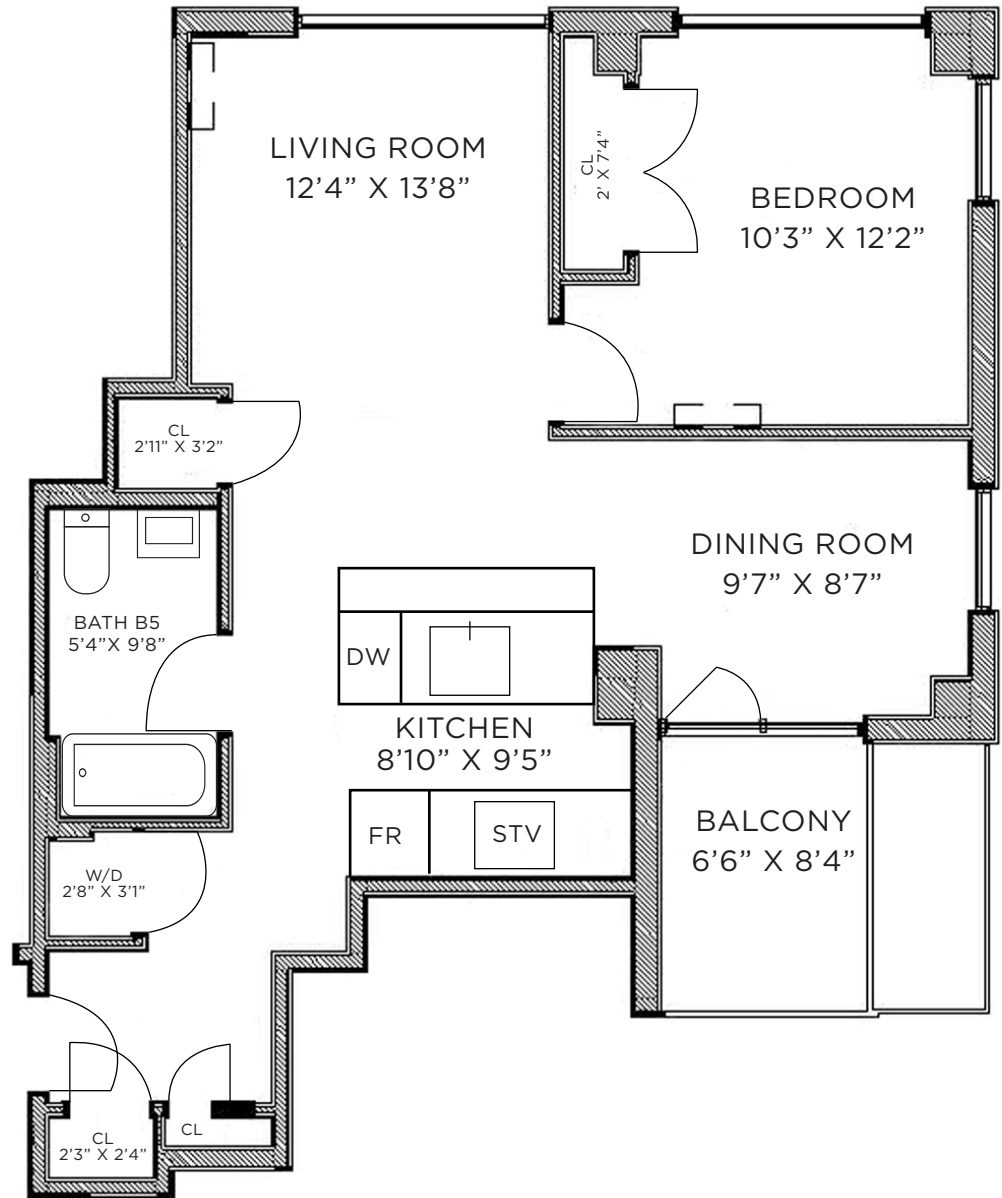 LIVING ROOM
12’4” X 13’8”
CL
2’ X 7’4”
BEDROOM
10’3” X 12’2”
CL
2’11” X 3’2”
DINING ROOM
9’7” X 8’7”
BATH B5
5’4”X 9’8”
DW
KITCHEN
8’10” X 9’5”
FR
STV
BALCONY
6’6” X 8’4”
W/D
2’8” X 3’1”
CL
2’3” X 2’4”
CL